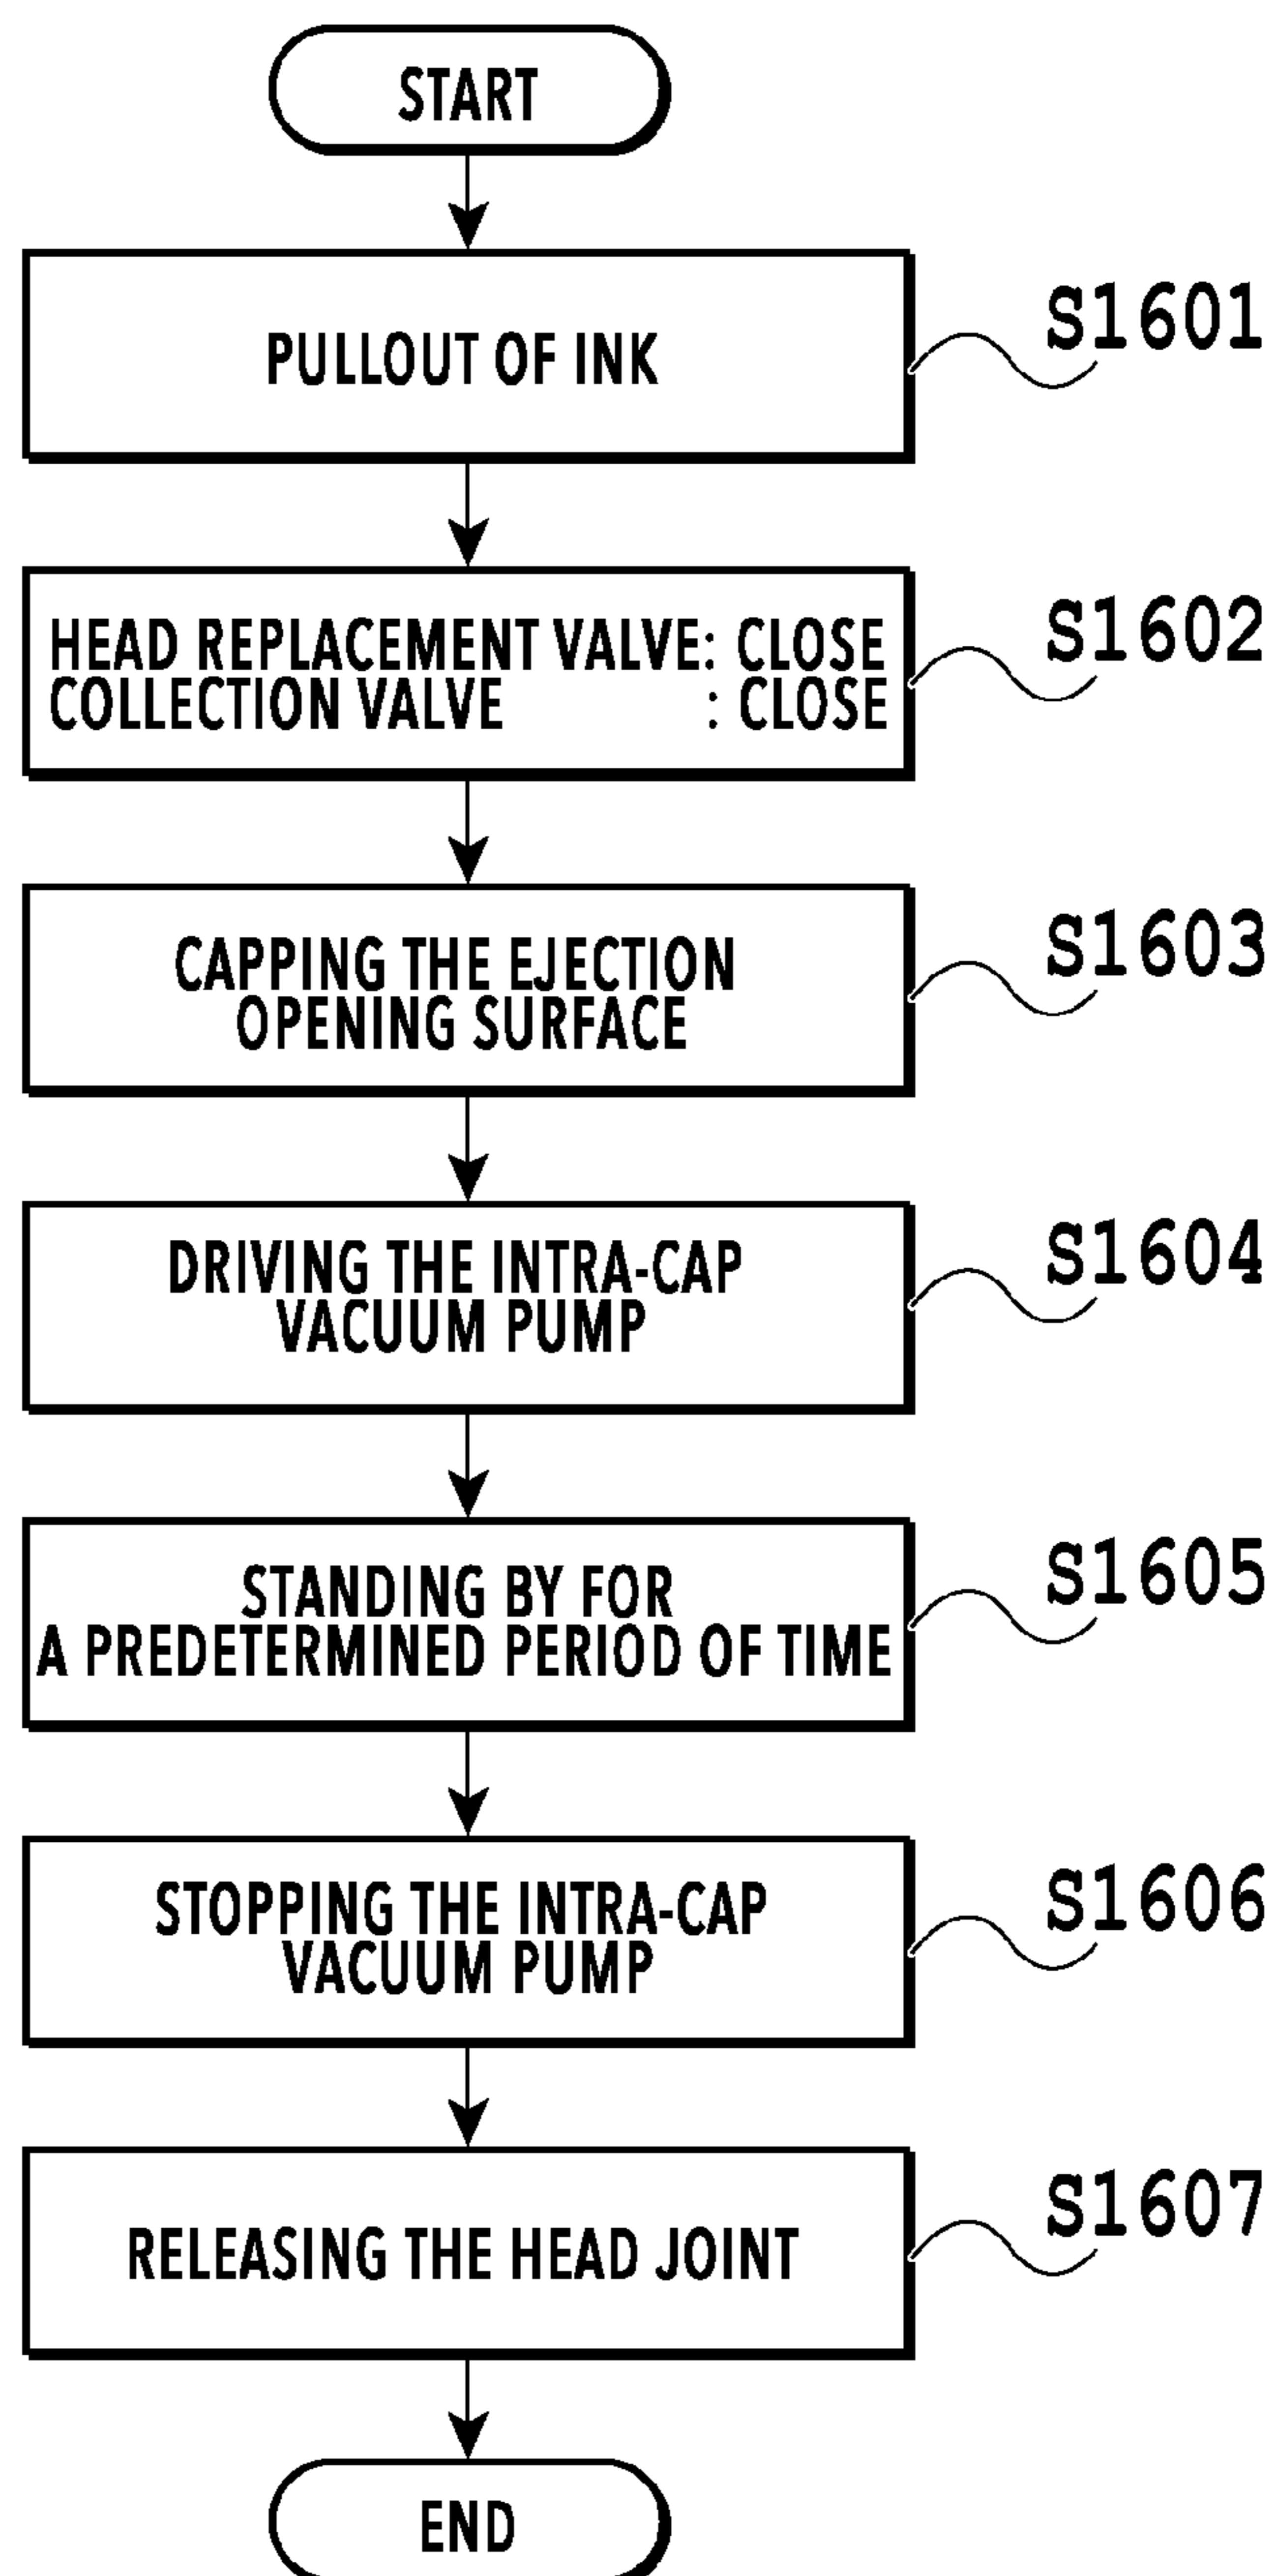 START
PULLOUT OF INK
S1601
HEAD REPLACEMENT VALVE: CLOSE
COLLECTION VALVE : CLOSE
S1602
CAPPING THE EJECTION
OPENING SURFACE
S1603
DRIVING THE INTRA-CAP
VACUUM PUMP
S1604
STANDING BY FOR
A PREDETERMINED PERIOD OF TIME
S1605
STOPPING THE INTRA-CAP
VACUUM PUMP
S1606
RELEASING THE HEAD JOINT
S1607
END